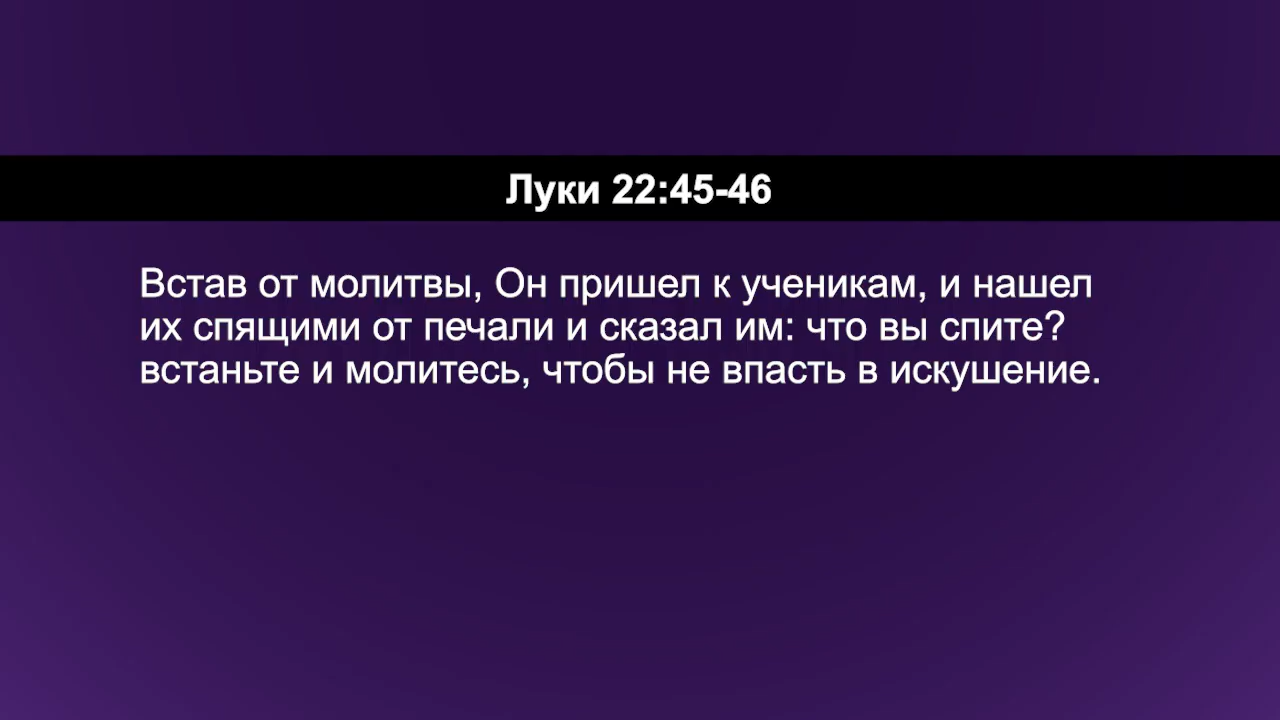 Луки 22:45-46
Встав от молитвы, Он пришел к ученикам, и нашел
их спящими от печали и сказал им: что вы спите?
встаньте и молитесь, чтобы не впасть в искушение.